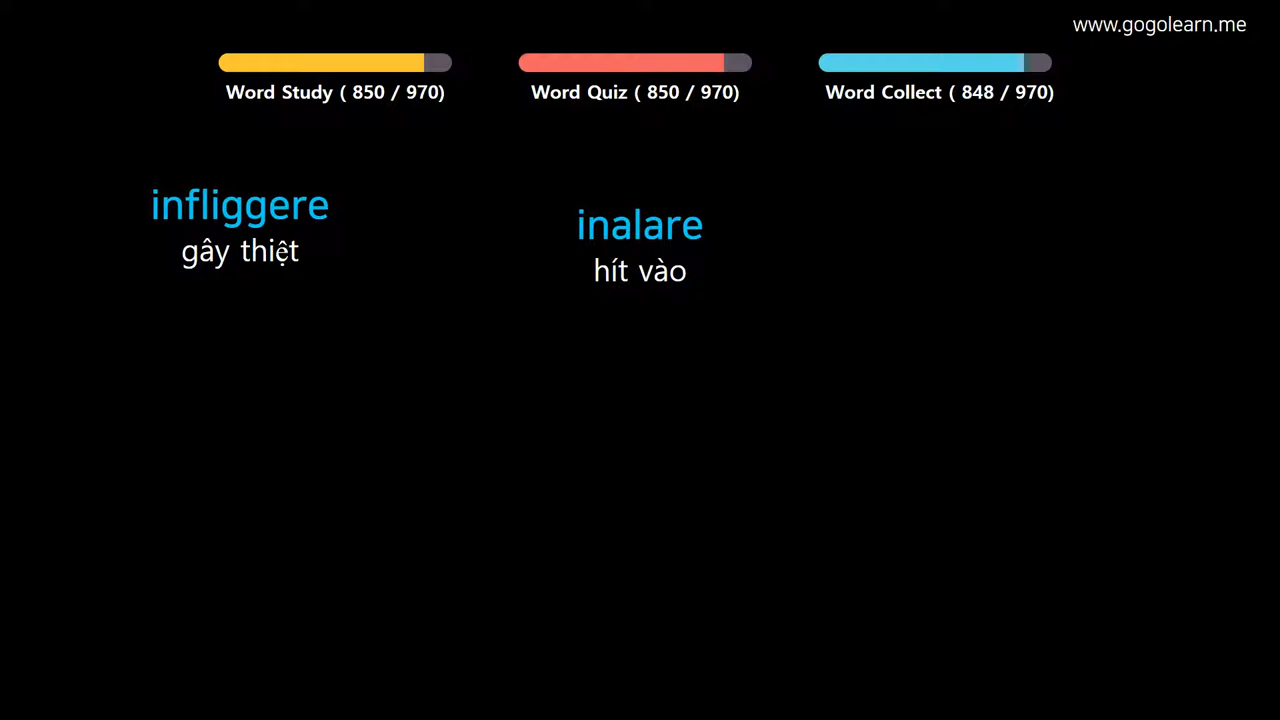 www.gogolearn.me
Word Study ( 850 / 970)
Word Quiz ( 850 / 970)
Word Collect ( 848 / 970)
infliggere
gây thiệt
inalare
hít vào